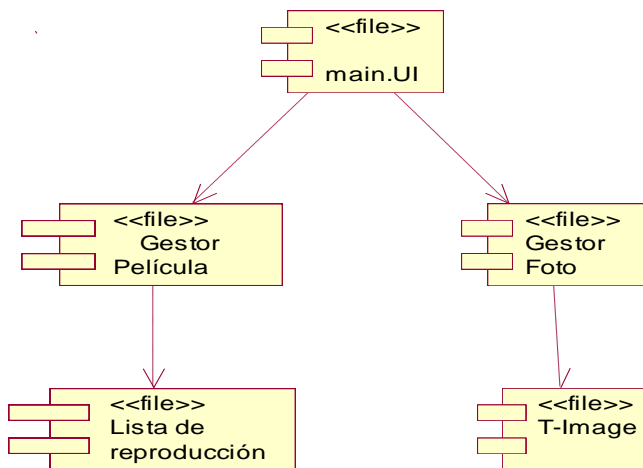 <<file>>
main.UI
<<file>>
Gestor
Película
<<file>>
Gestor
Foto
<<file>>
Lista de
reproducción
<<file>>
T-Image